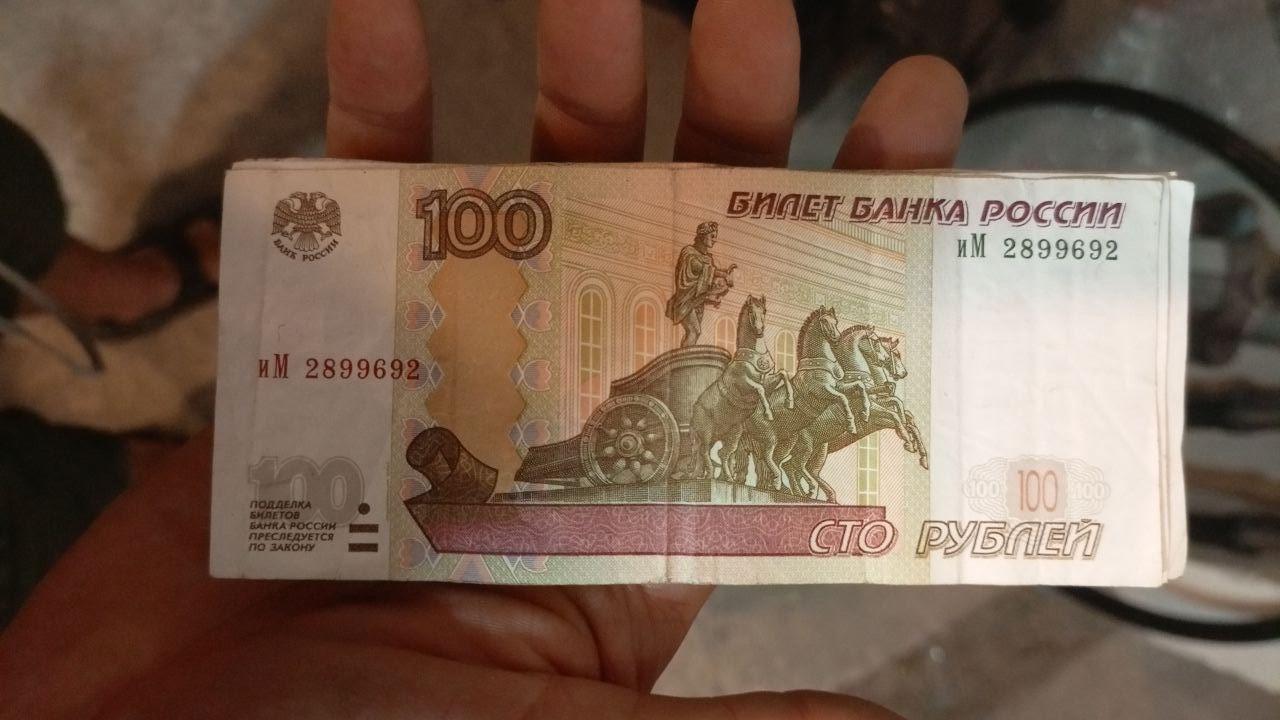 100
БИЛЕТ БАНКА РОССИИ
БАНК РОССИИ
иМ 2899692
иМ 2899692
100
ПОДДЕЛКА
БИЛЕТОВ
БАНКА РОССИИ
ПРЕСЛЕДУЕТСЯ
ПО ЗАКОНУ
100 100 100
СТО РУБЛЕЙ